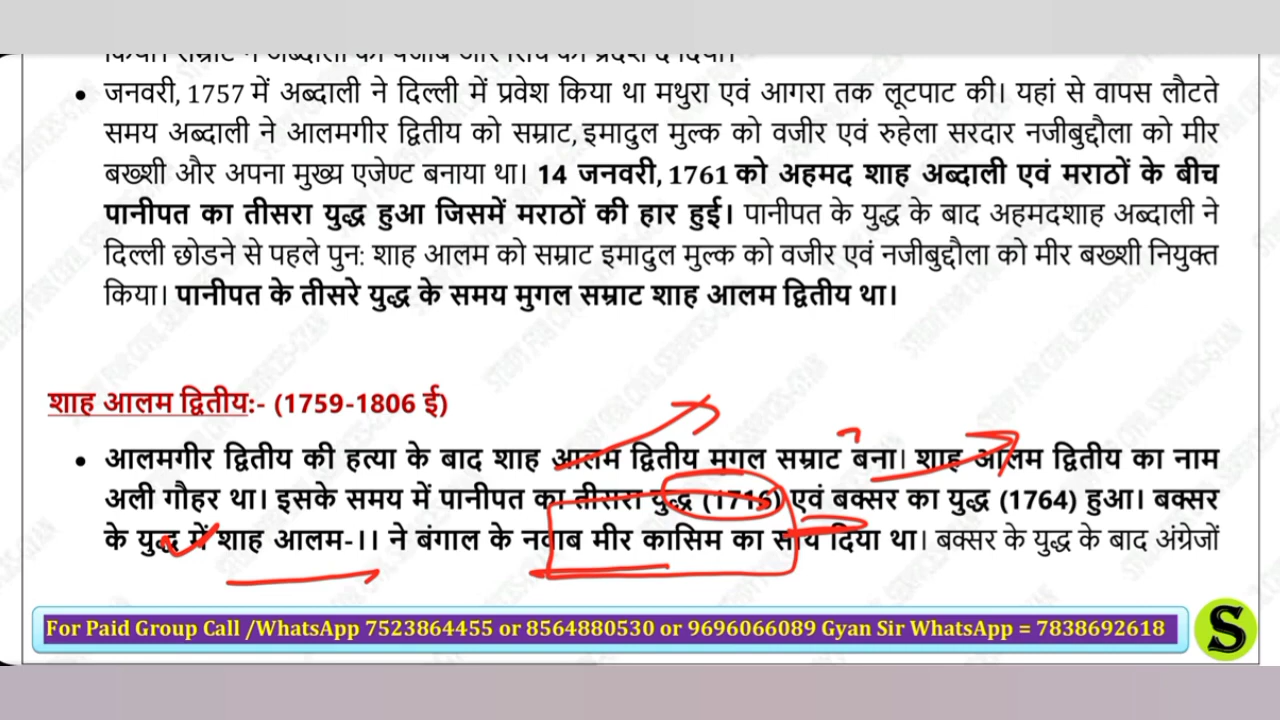 जनवरी, 1757 में अब्दाली ने दिल्ली में प्रवेश किया था मथुरा एवं आगरा तक लूटपाट की। यहां से वापस लौटते
समय अब्दाली ने आलमगीर द्वितीय को सम्राट, इमादुल मुल्क को वजीर एवं रुहेला सरदार नजीबुद्दौला को मीर
बख्शी और अपना मुख्य एजेण्ट बनाया था। 14 जनवरी, 1761 को अहमद शाह अब्दाली एवं मराठों के बीच
पानीपत का तीसरा युद्ध हुआ जिसमें मराठों की हार हुई। पानीपत के युद्ध के बाद अहमदशाह अब्दाली ने
दिल्ली छोडने से पहले पुन: शाह आलम को सम्राट इमादुल मुल्क को वजीर एवं नजीबुद्दौला को मीर बख्शी नियुक्त
किया। पानीपत के तीसरे युद्ध के समय मुगल सम्राट शाह आलम द्वितीय था।
शाह आलम द्वितीय:- (1759-1806 ई)
आलमगीर द्वितीय की हत्या के बाद शाह आलम द्वितीय मुगल सम्राट बना। शाह आलम द्वितीय का नाम
अली गौहर था। इसके समय में पानीपत का तीसरा युद्ध (1716) एवं बक्सर का युद्ध (1764) हुआ। बक्सर
के युद्ध में शाह आलम-।। ने बंगाल के नवाब मीर कासिम का साथ दिया था। बक्सर के युद्ध के बाद अंग्रेजों
For Paid Group Call /WhatsApp 7523864455 or 8564880530 or 9696066089 Gyan Sir WhatsApp = 7838692618
S